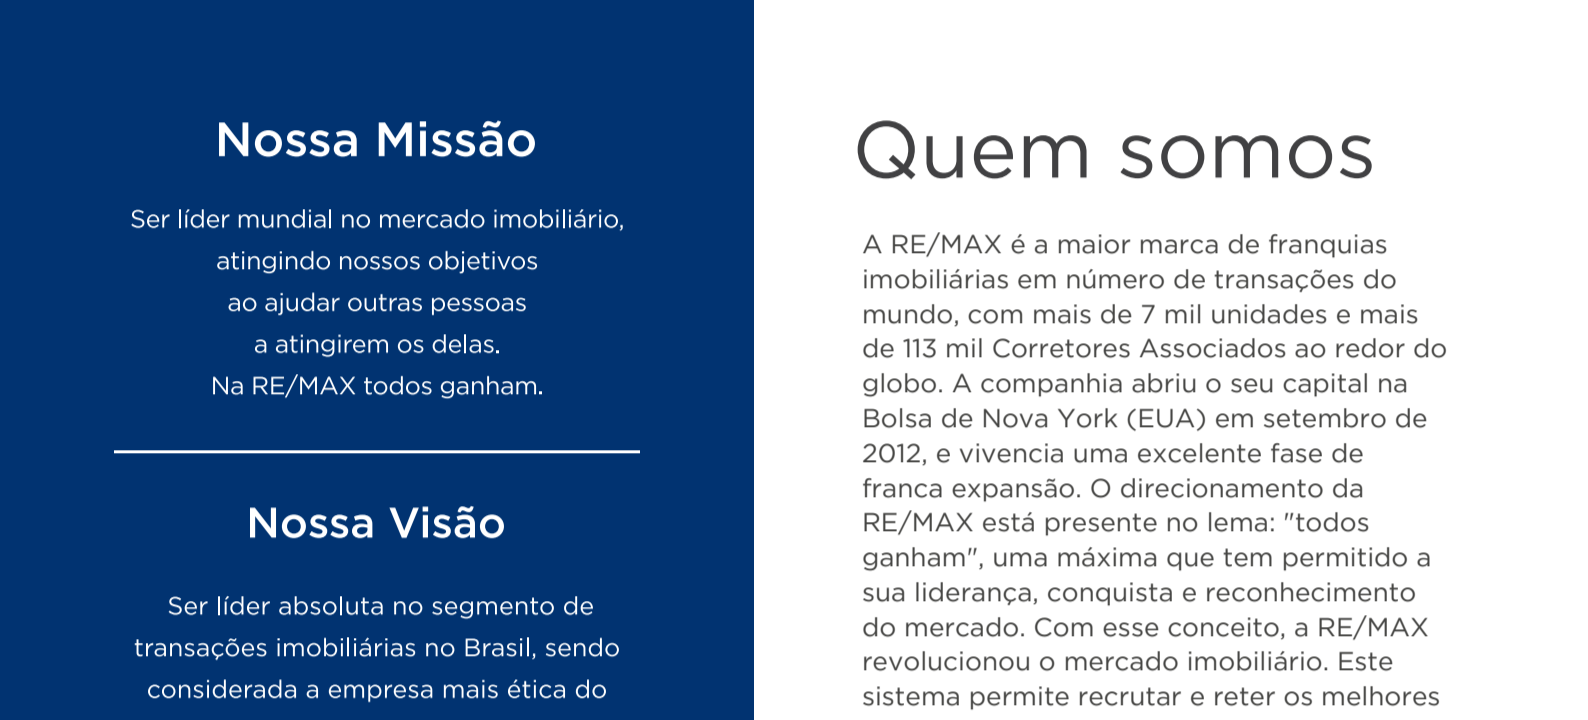 Nossa Missão
Ser líder mundial no mercado imobiliário,
atingindo nossos objetivos
ao ajudar outras pessoas
a atingirem os delas.
Na RE/MAX todos ganham.
Nossa Visão
Ser líder absoluta no segmento de
transações imobiliárias no Brasil, sendo
considerada a empresa mais ética do
Quem somos
A RE/MAX é a maior marca de franquias
imobiliárias em número de transações do
mundo, com mais de 7 mil unidades e mais
de 113 mil Corretores Associados ao redor do
globo. A companhia abriu o seu capital na
Bolsa de Nova York (EUA) em setembro de
2012, e vivencia uma excelente fase de
franca expansão. O direcionamento da
RE/MAX está presente no lema: "todos
ganham", uma máxima que tem permitido a
sua liderança, conquista e reconhecimento
do mercado. Com esse conceito, a RE/MAX
revolucionou o mercado imobiliário. Este
sistema permite recrutar e reter os melhores